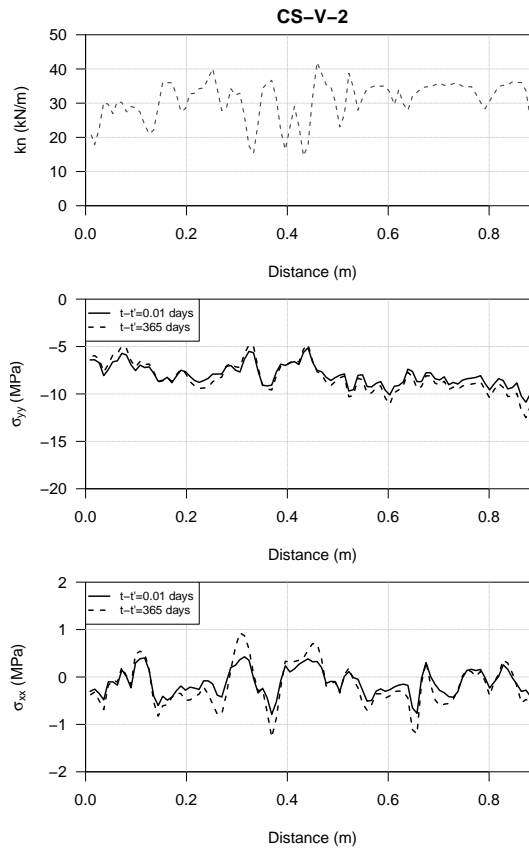 CS−V−2
50
40
30
20
10
0
kn (kN/m)
0.0 0.2 0.4 0.6 0.8
Distance (m)
0
−5
−10
−15
−20
σyy (MPa)
t−t'=0.01 days
t−t'=365 days
0.0 0.2 0.4 0.6 0.8
Distance (m)
2
1
0
−1
−2
σxx (MPa)
t−t'=0.01 days
t−t'=365 days
0.0 0.2 0.4 0.6 0.8
Distance (m)